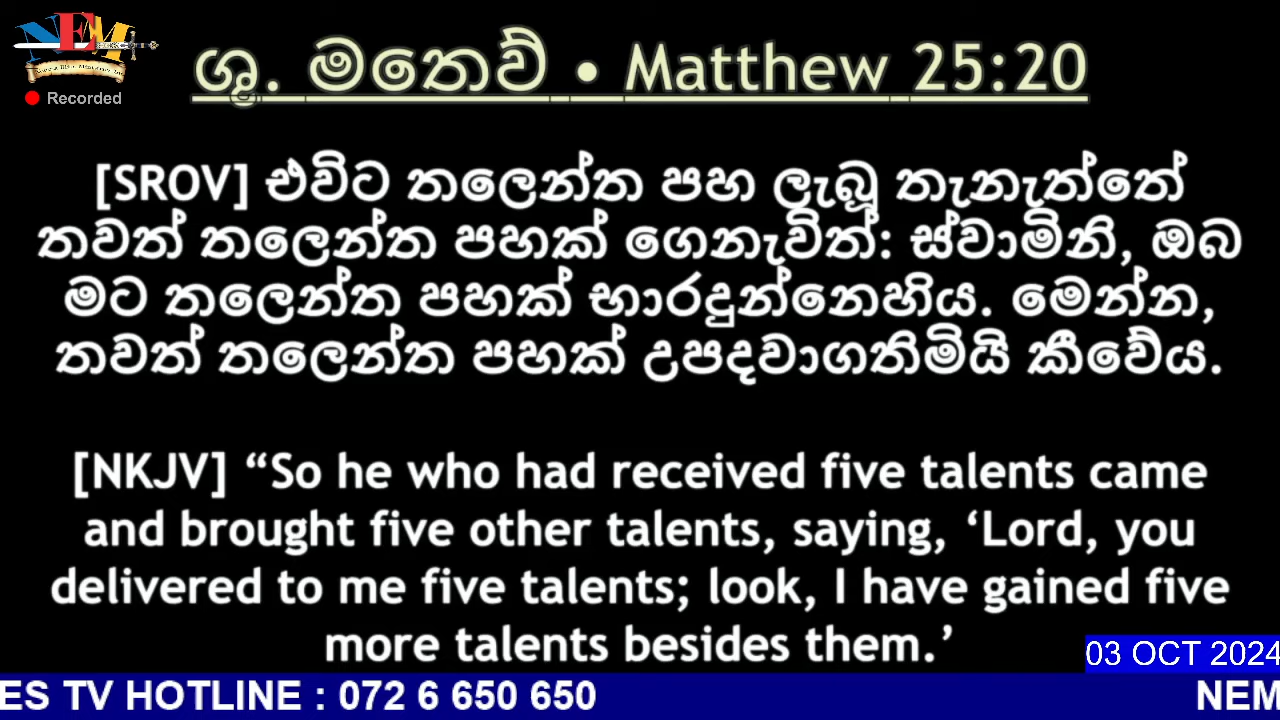 NEM
Recorded
ශු. මතෙව් • Matthew 25:20
[SROV] එවිට තලෙන්ත පහ ලැබූ තැනැත්තේ
තවත් තලෙන්ත පහක් ගෙනැවිත්: ස්වාමිනි, ඔබ
මට තලෙන්ත පහක් භාරදුන්නෙහිය. මෙන්න,
තවත් තලෙන්ත පහක් උපදවාගතිමියි කීවේය.
[NKJV] “So he who had received five talents came
and brought five other talents, saying, ‘Lord, you
delivered to me five talents; look, I have gained five
more talents besides them.’
03 OCT 2024
ES TV HOTLINE : 072 6 650 650 NEM